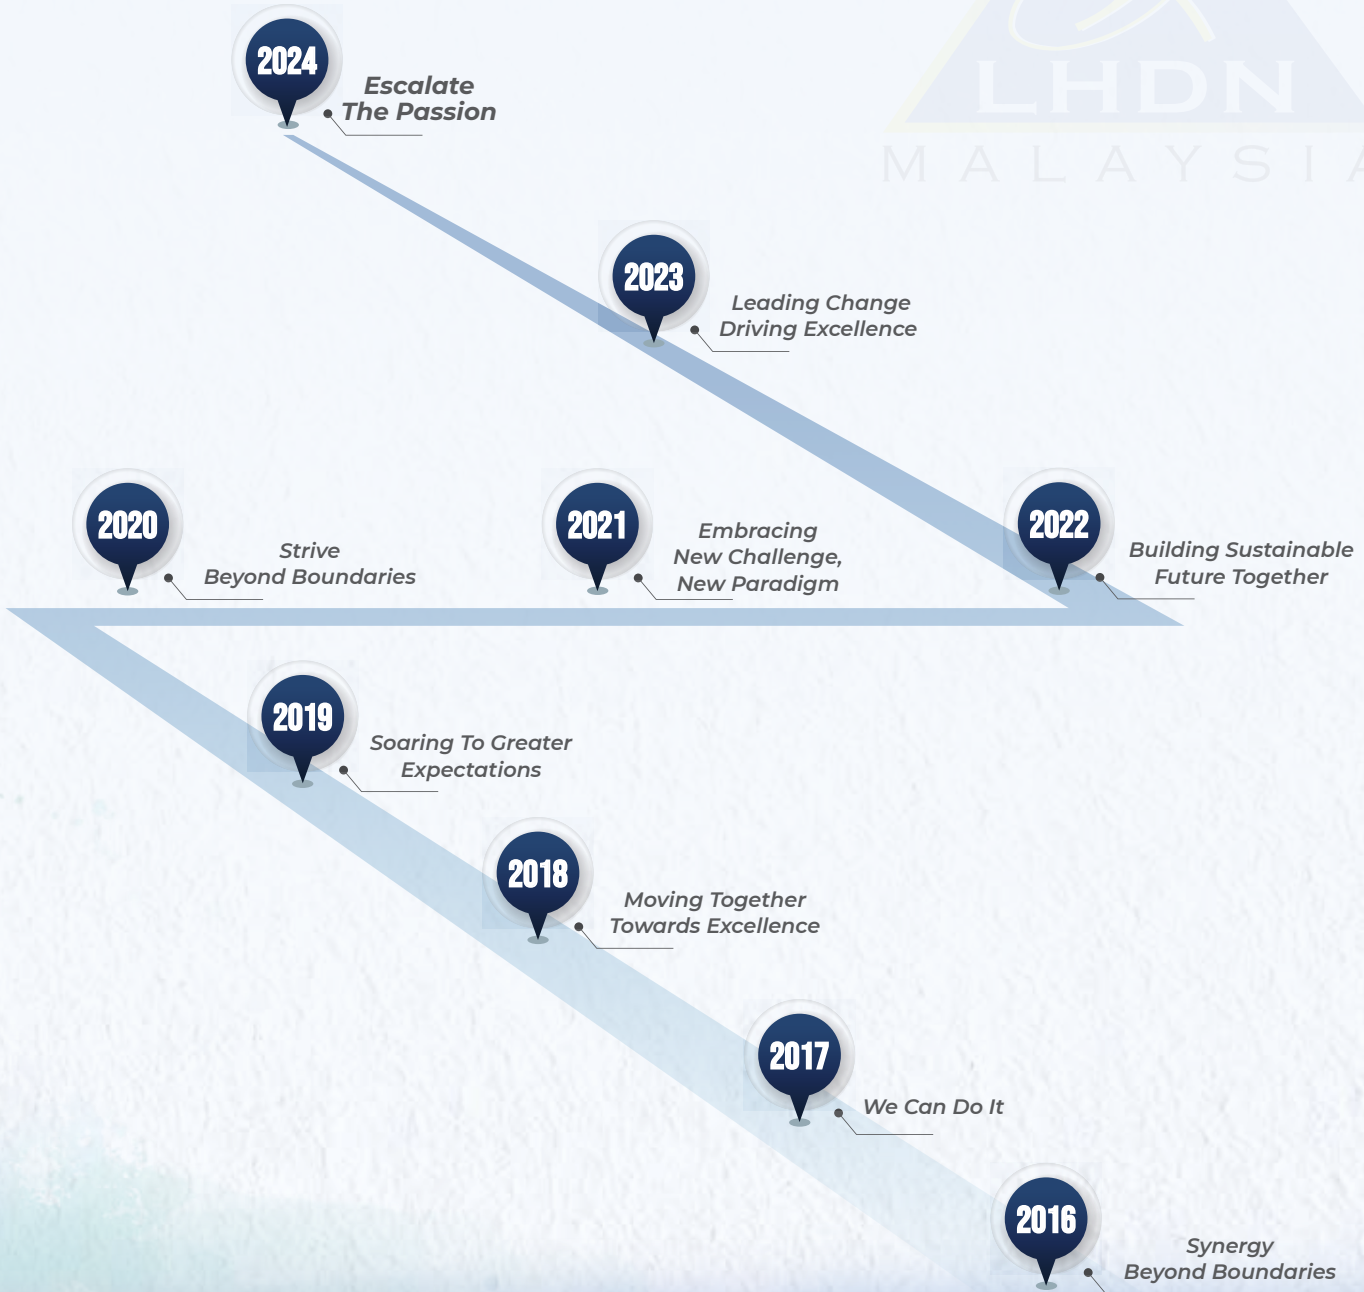 LHDN
MALAYSIA
2024
Escalate
The Passion
2023
Leading Change
Driving Excellence
2020
Strive
Beyond Boundaries
2021
Embracing
New Challenge,
New Paradigm
2022
Building Sustainable
Future Together
2019
Soaring To Greater
Expectations
2018
Moving Together
Towards Excellence
2017
We Can Do It
2016
Synergy
Beyond Boundaries